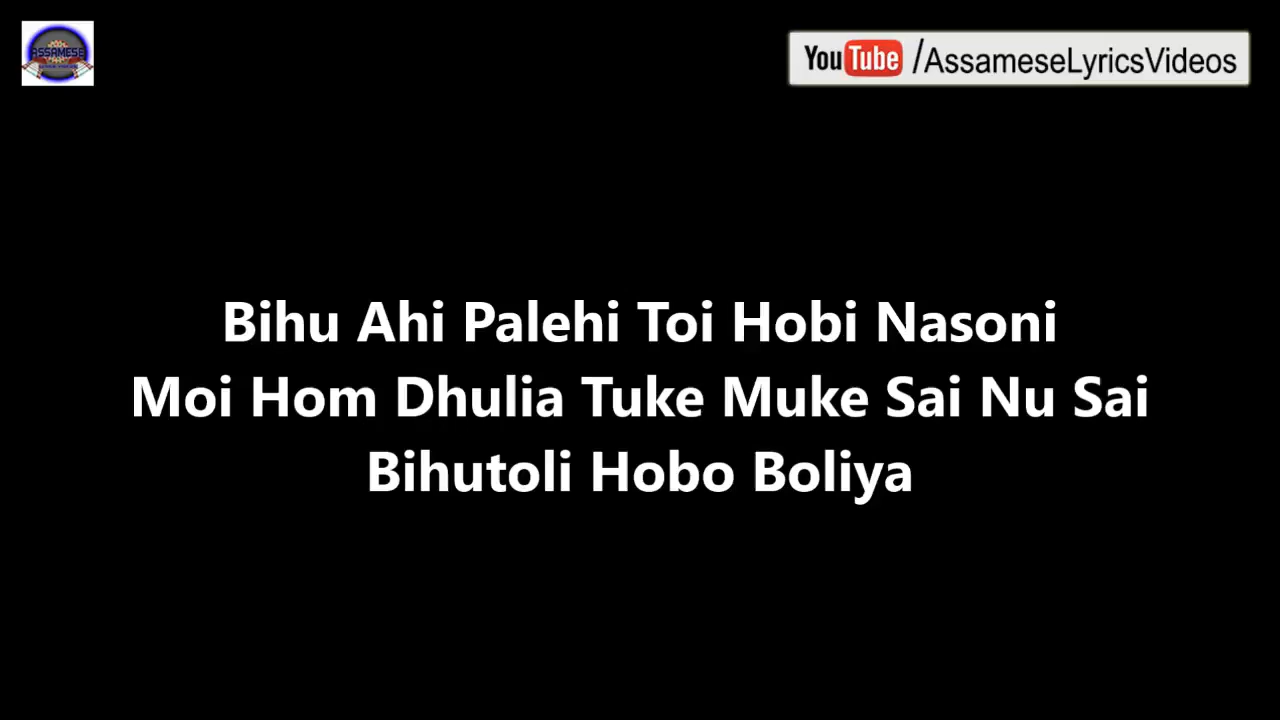 ASSAMESE
YouTube /AssameseLyricsVideos
Bihu Ahi Palehi Toi Hobi Nasoni
Moi Hom Dhulia Tuke Muke Sai Nu Sai
Bihutoli Hobo Boliya